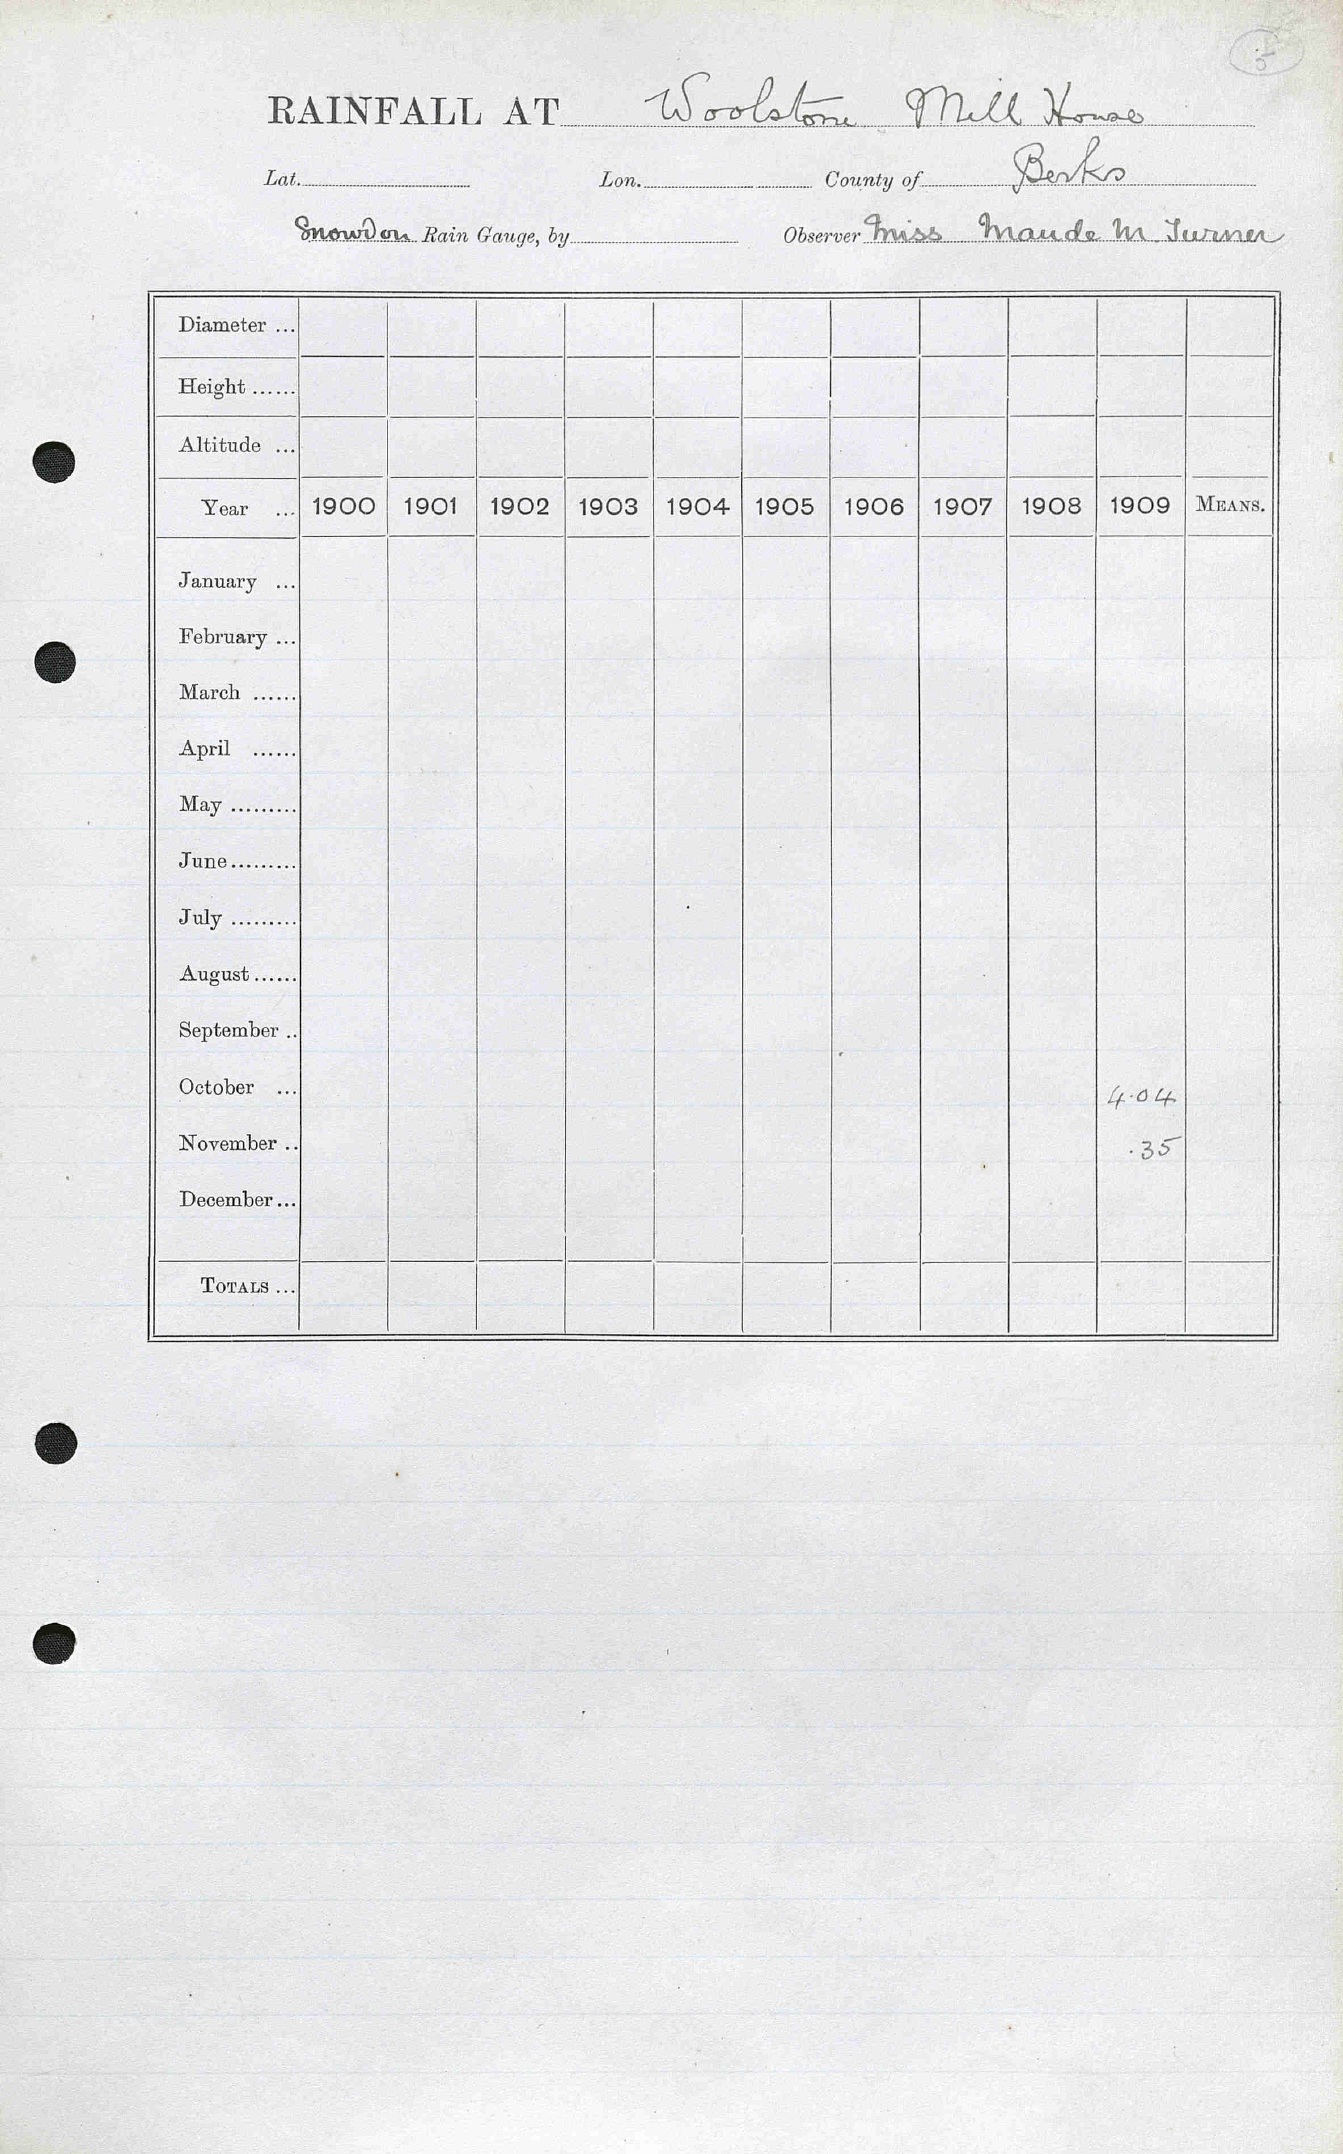 RAINFALL AT Woolstone Mill House
Lat. Lon. County of Berks
Snowdon Rain Gauge, by Observer Miss Maude M. Turner
Diameter ...
Height ......
Altitude ...
Year ... 1900 1901 1902 1903 1904 1905 1906 1907 1908 1909 MEANS.
January ...
February ...
March ......
April ......
May .........
June.........
July .........
August......
September ..
October ... 4.04
November .. .35
December...
TOTALS ...